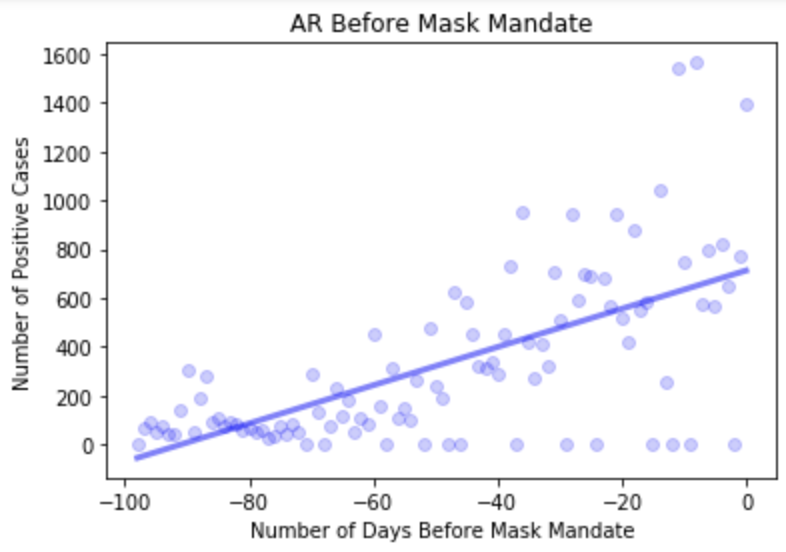 AR Before Mask Mandate
1600
1400
1200
1000
800
600
400
200
0
Number of Positive Cases
−100 −80 −60 −40 −20 0
Number of Days Before Mask Mandate